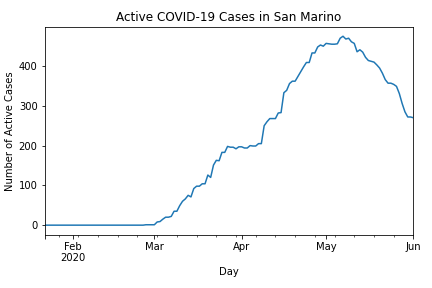 Active COVID-19 Cases in San Marino
Number of Active Cases
400
300
200
100
0
Feb
2020
Mar
Apr
May
Jun
Day